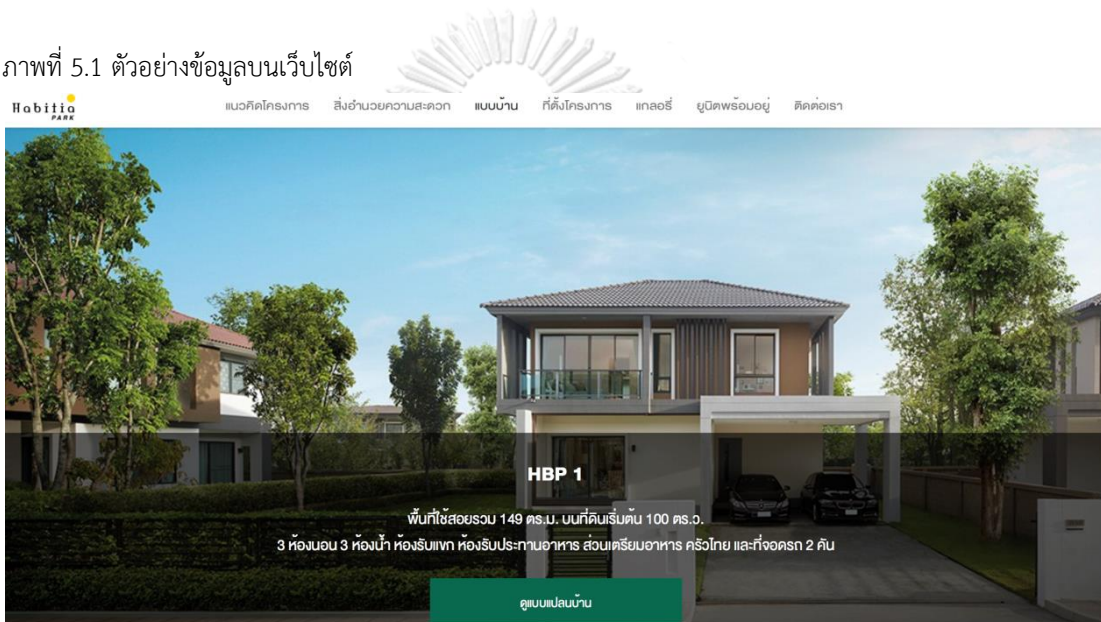 ภาพที่ 5.1 ตัวอย่างข้อมูลบนเว็บไซต์
Habitia PARK
แนวคิดโครงการ สิ่งอำนวยความสะดวก แบบบ้าน ที่ตั้งโครงการ แกลอรี่ ยูนิตพร้อมอยู่ ติดต่อเรา
HBP 1
พื้นที่ใช้สอยรวม 149 ตร.ม. บนที่ดินเริ่มต้น 100 ตร.ว.
3 ห้องนอน 3 ห้องน้ำ ห้องรับแขก ห้องรับประทานอาหาร ส่วนเตรียมอาหาร ครัวไทย และที่จอดรถ 2 คัน
ดูแบบแปลนบ้าน